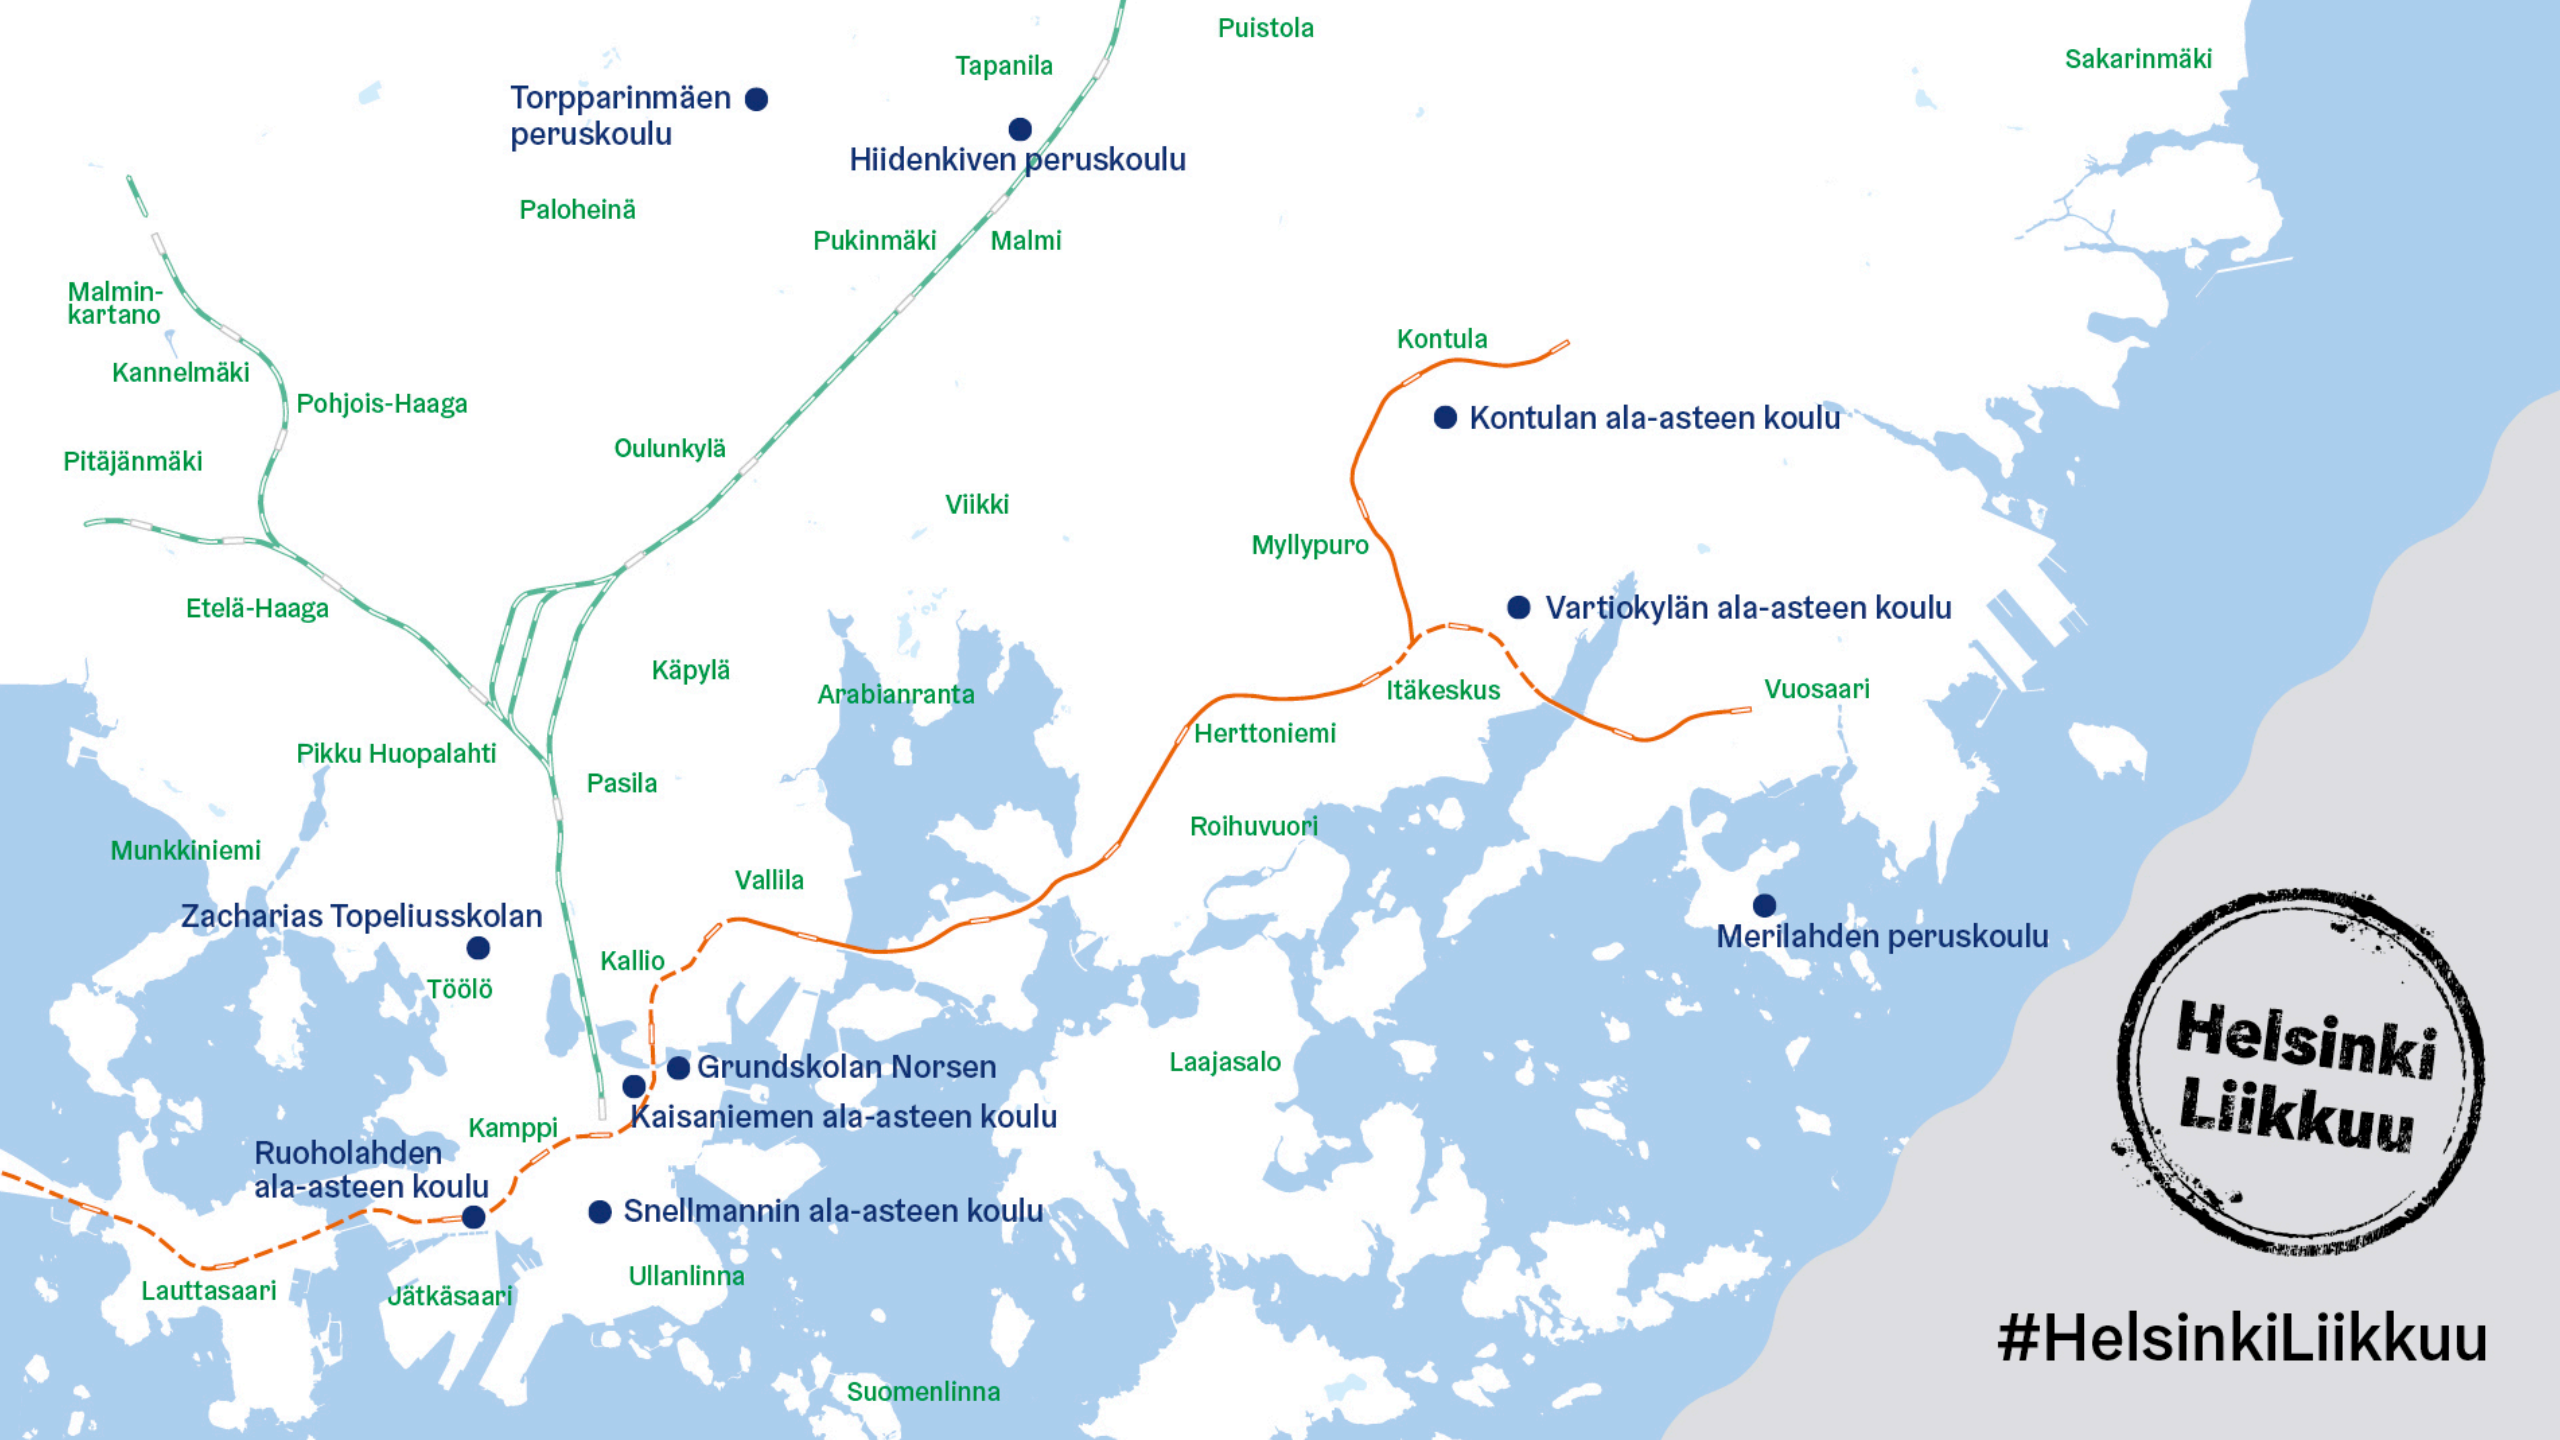 Puistola
Sakarinmäki
Tapanila
Torpparinmäen
peruskoulu
Hiidenkiven peruskoulu
Paloheinä
Pukinmäki
Malmi
Malmin-
kartano
Kontula
Kannelmäki
Pohjois-Haaga
Kontulan ala-asteen koulu
Oulunkylä
Pitäjänmäki
Viikki
Myllypuro
Etelä-Haaga
Vartiokylän ala-asteen koulu
Käpylä
Arabianranta
Itäkeskus
Vuosaari
Herttoniemi
Pikku Huopalahti
Pasila
Roihuvuori
Munkkiniemi
Vallila
Zacharias Topeliusskolan
Merilahden peruskoulu
Kallio
Töölö
Helsinki
Liikkuu
Grundskolan Norsen
Laajasalo
Kaisaniemen ala-asteen koulu
Kamppi
Ruoholahden
ala-asteen koulu
Snellmannin ala-asteen koulu
Ullanlinna
Lauttasaari
Jätkäsaari
#HelsinkiLiikkuu
Suomenlinna